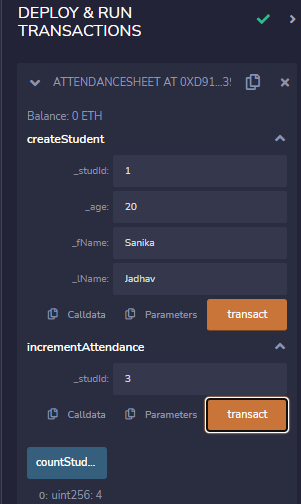 DEPLOY & RUN
TRANSACTIONS
ATTENDANCESHEET AT 0XD91...39
Balance: 0 ETH
createStudent
_studId: 1
_age: 20
_fName: Sanika
_lName: Jadhav
Calldata Parameters transact
incrementAttendance
_studId: 3
Calldata Parameters transact
countStud...
0: uint256: 4